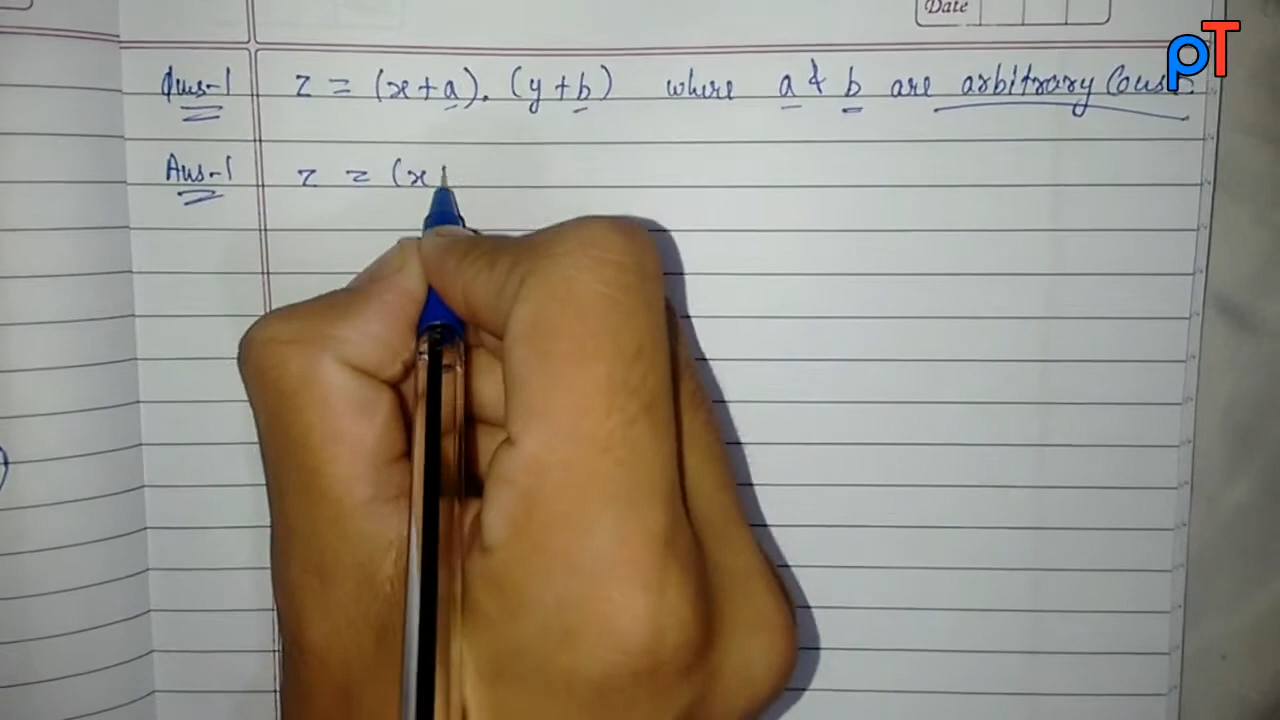 Date
pT
Ques-1 z = (x+a). (y+b) where a & b are arbitrary Const.
Ans-1 z = (x